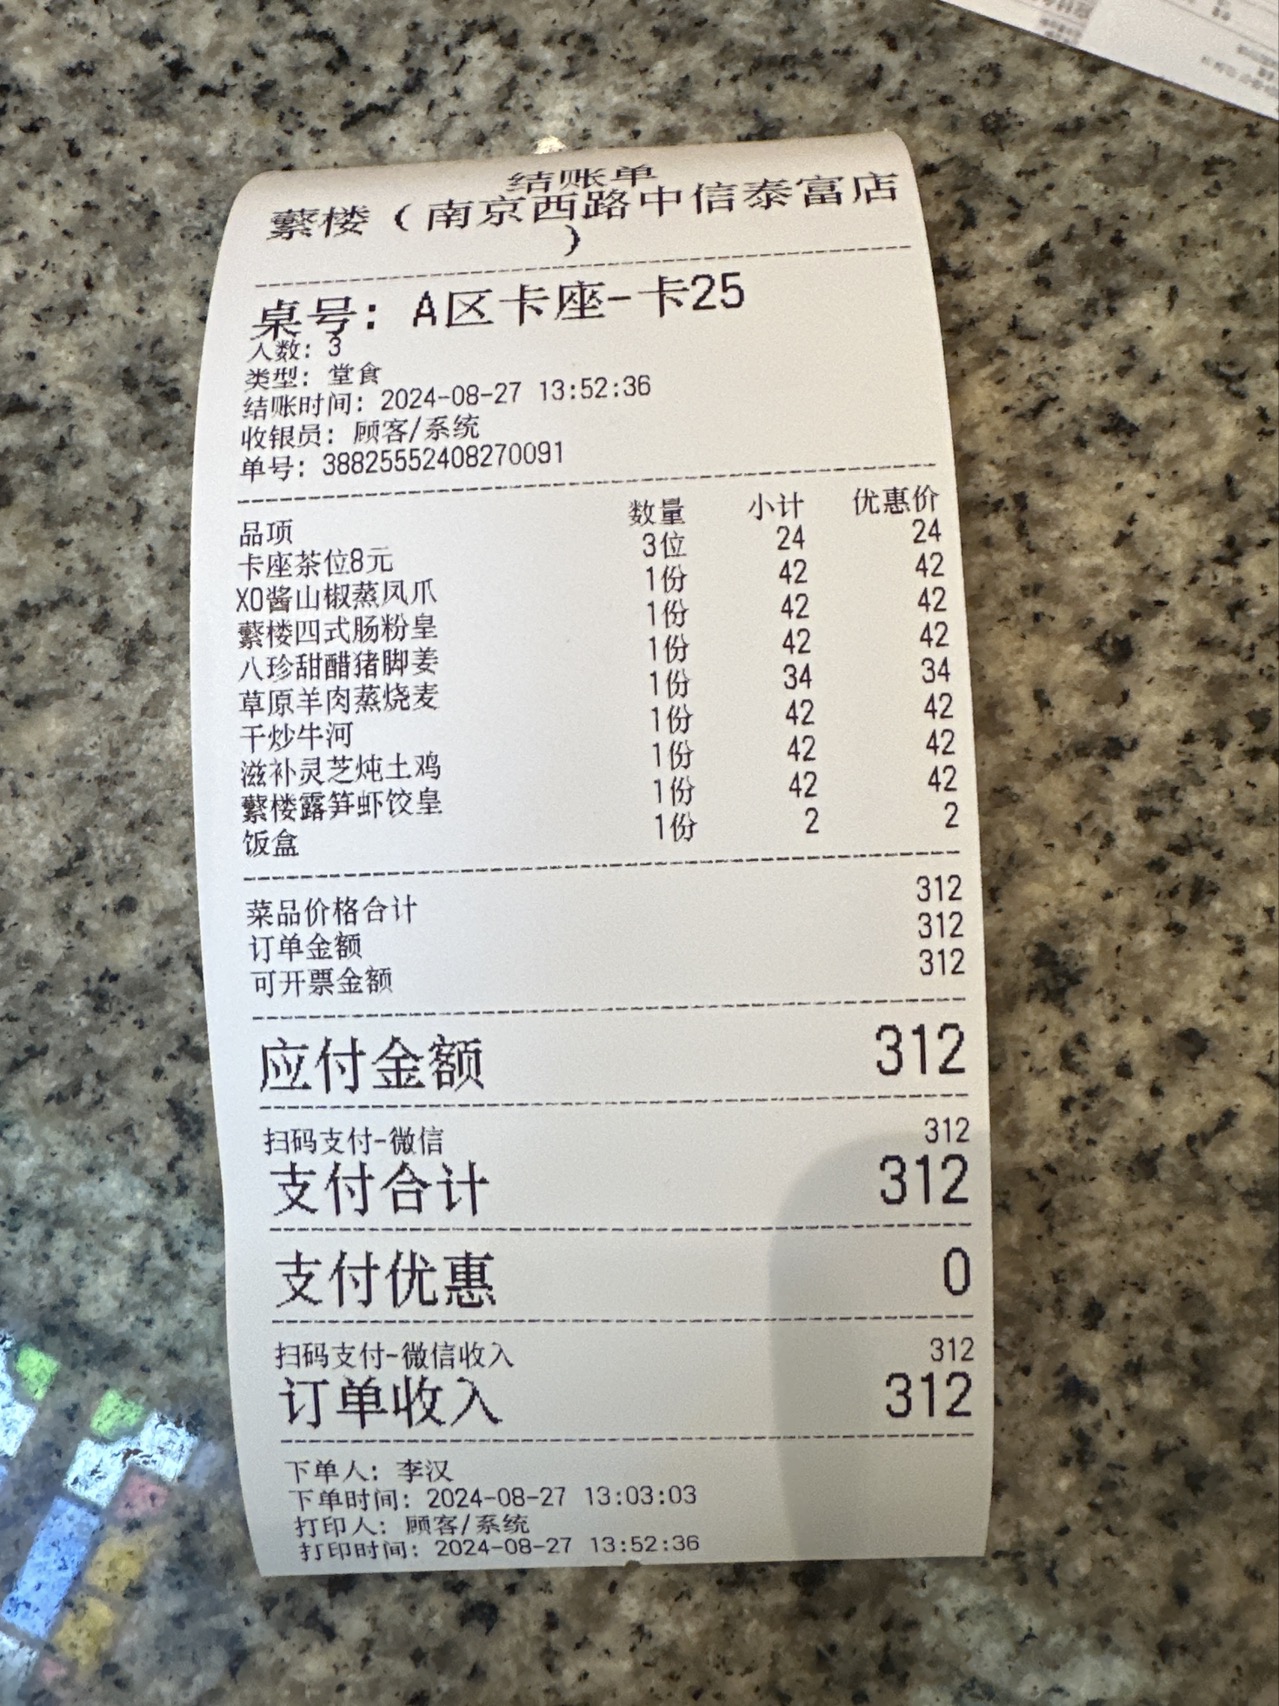 结账单
蘩楼（南京西路中信泰富店
）
桌号：A区卡座-卡25
人数：3
类型：堂食
结账时间：2024-08-27 13:52:36
收银员：顾客/系统
单号：38825552408270091
品项 数量 小计 优惠价
卡座茶位8元 3位 24 24
XO酱山椒蒸凤爪 1份 42 42
蘩楼四式肠粉皇 1份 42 42
八珍甜醋猪脚姜 1份 42 42
草原羊肉蒸烧麦 1份 34 34
干炒牛河 1份 42 42
滋补灵芝炖土鸡 1份 42 42
蘩楼露笋虾饺皇 1份 42 42
饭盒 1份 2 2
菜品价格合计 312
订单金额 312
可开票金额 312
应付金额 312
扫码支付-微信 312
支付合计 312
支付优惠 0
扫码支付-微信收入 312
订单收入 312
下单人：李汉
下单时间：2024-08-27 13:03:03
打印人：顾客/系统
打印时间：2024-08-27 13:52:36